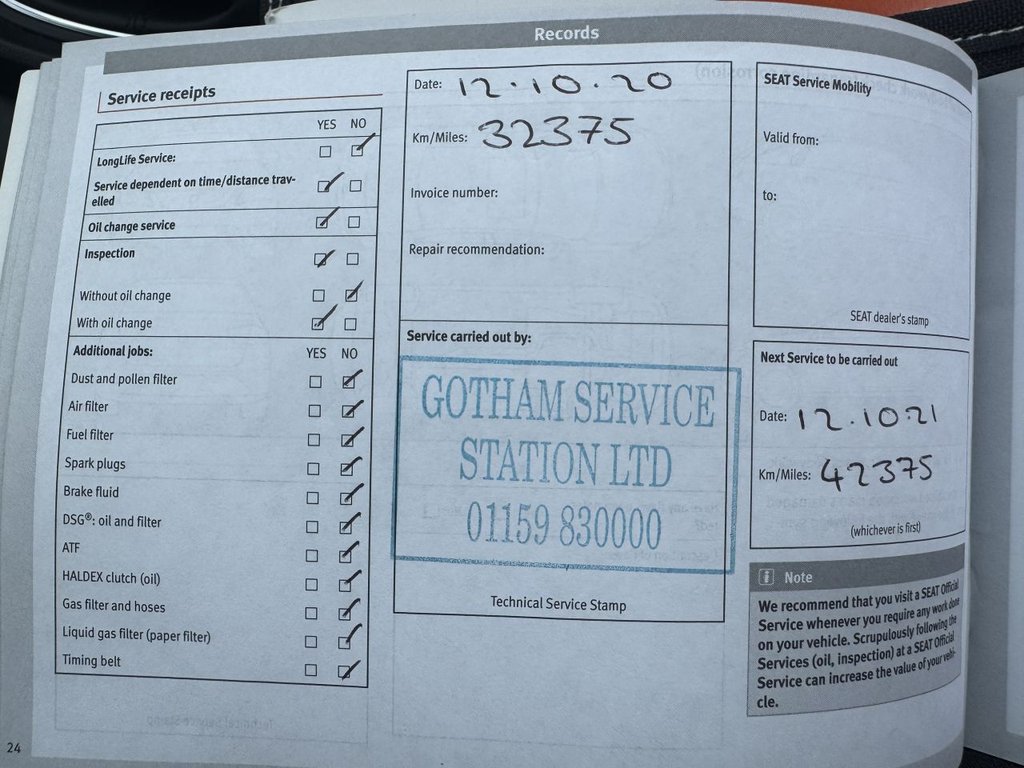 Records
Service receipts
YES NO
LongLife Service:
Service dependent on time/distance trav-
elled
Oil change service
Inspection
Without oil change
With oil change
Additional jobs: YES NO
Dust and pollen filter
Air filter
Fuel filter
Spark plugs
Brake fluid
DSG®: oil and filter
ATF
HALDEX clutch (oil)
Gas filter and hoses
Liquid gas filter (paper filter)
Timing belt
24
Date: 12.10.20
Km/Miles: 32375
Invoice number:
Repair recommendation:
Service carried out by:
GOTHAM SERVICE
STATION LTD
01159 830000
Technical Service Stamp
SEAT Service Mobility
Valid from:
to:
SEAT dealer's stamp
Next Service to be carried out
Date: 12.10.21
Km/Miles: 42375
(whichever is first)
Note
We recommend that you visit a SEAT Official
Service whenever you require any work done
on your vehicle. Scrupulously following the
Services (oil, inspection) at a SEAT Official
Service can increase the value of your vehi-
cle.